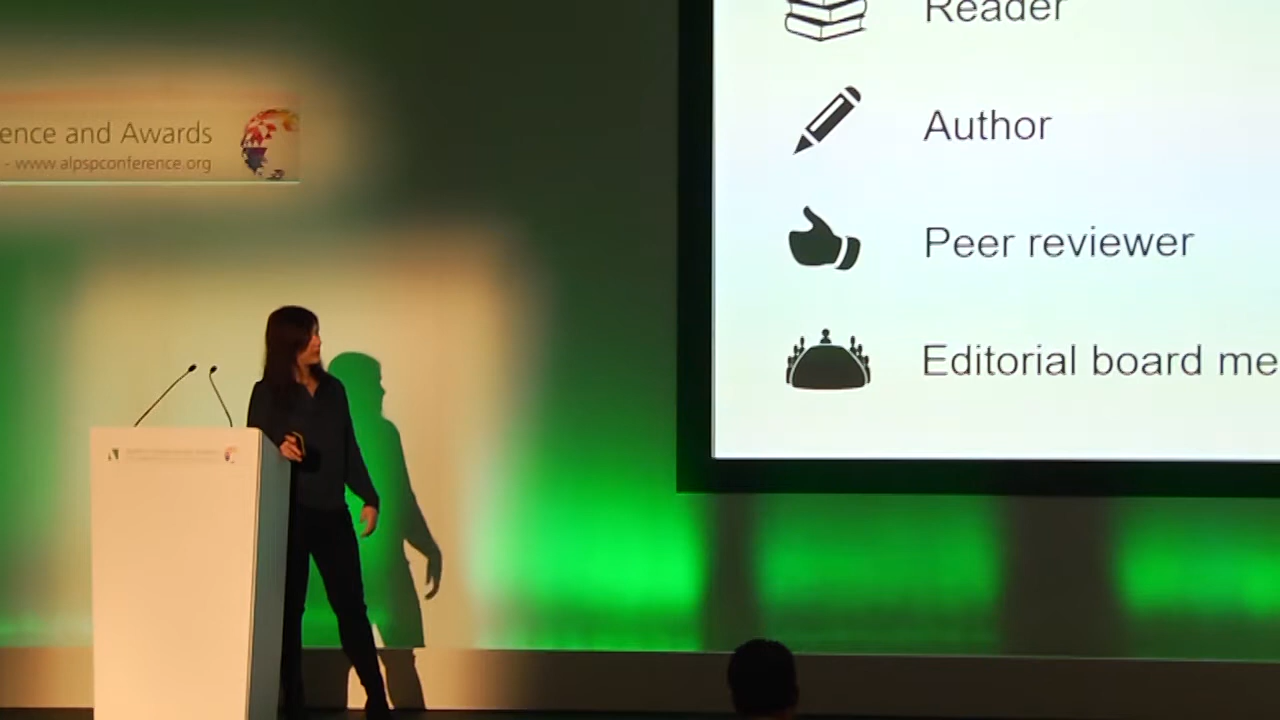 ence and Awards
- www.alpspconference.org
Reader
Author
Peer reviewer
Editorial board me